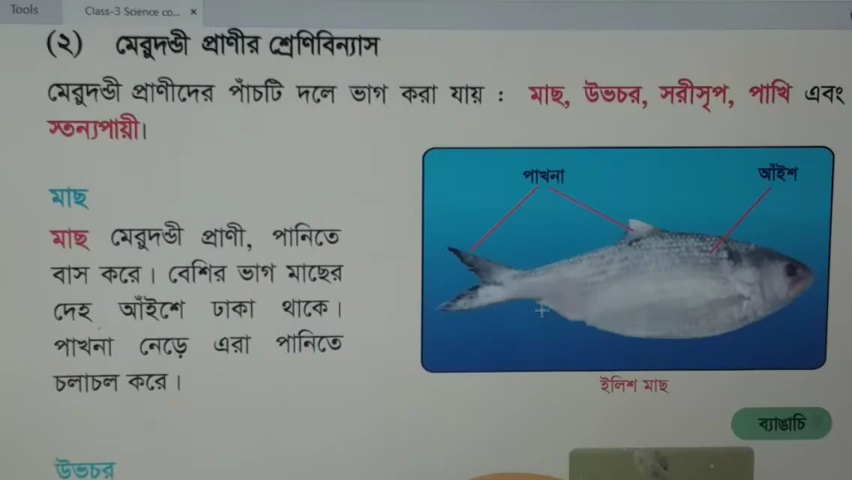 Tools
Class-3 Science co... ×
(২) মেরুদণ্ডী প্রাণীর শ্রেণিবিন্যাস
মেরুদণ্ডী প্রাণীদের পাঁচটি দলে ভাগ করা যায় : মাছ, উভচর, সরীসৃপ, পাখি এবং
স্তন্যপায়ী।
মাছ
মাছ মেরুদণ্ডী প্রাণী, পানিতে
বাস করে। বেশির ভাগ মাছের
দেহ আঁইশে ঢাকা থাকে।
পাখনা নেড়ে এরা পানিতে
চলাচল করে।
পাখনা
আঁইশ
ইলিশ মাছ
ব্যাঙাচি
উভচর